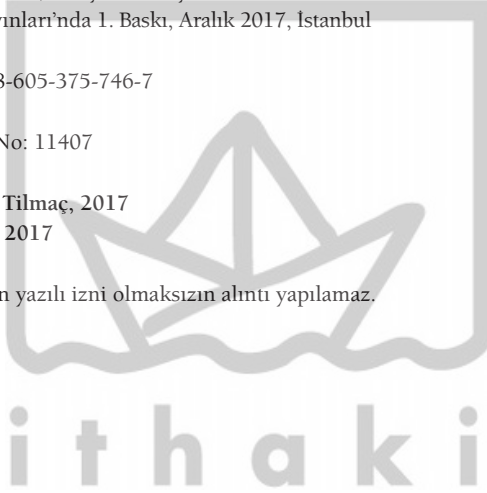 yınları'nda 1. Baskı, Aralık 2017, İstanbul
-605-375-746-7
No: 11407
Tilmaç, 2017
2017
n yazılı izni olmaksızın alıntı yapılamaz.
ithaki